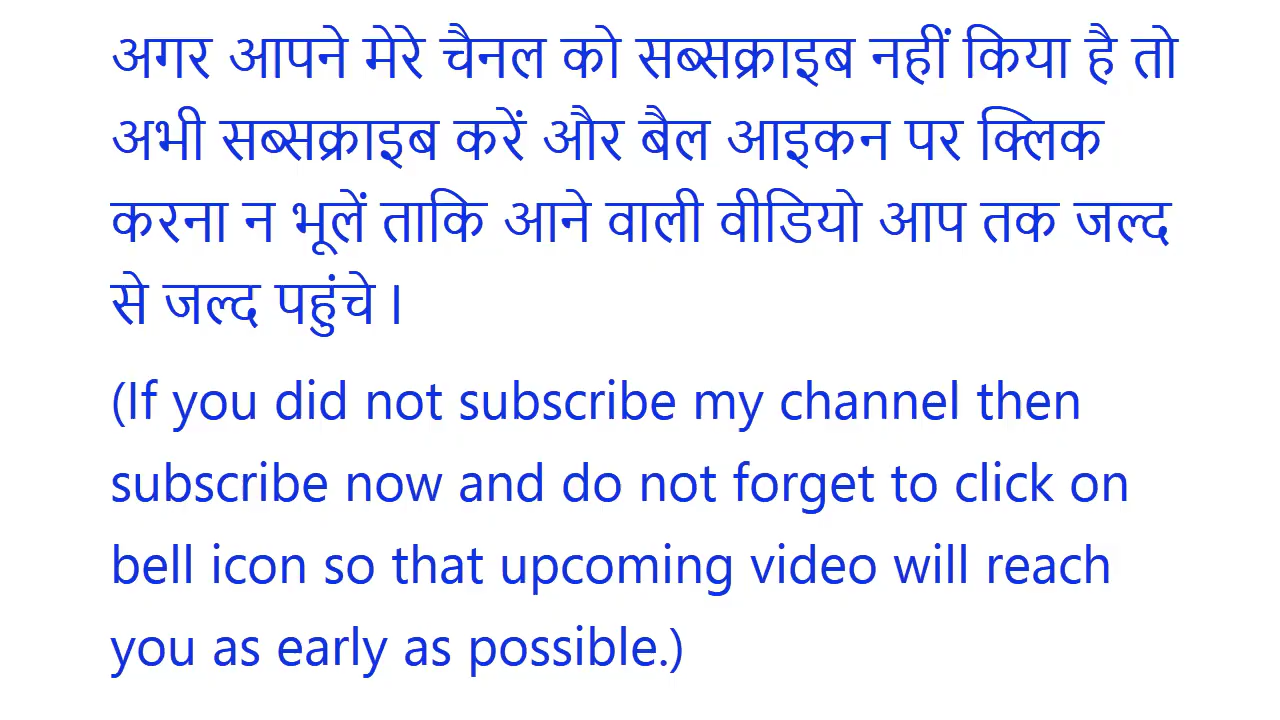 अगर आपने मेरे चैनल को सब्सक्राइब नहीं किया है तो
अभी सब्सक्राइब करें और बैल आइकन पर क्लिक
करना न भूलें ताकि आने वाली वीडियो आप तक जल्द
से जल्द पहुंचे ।
(If you did not subscribe my channel then
subscribe now and do not forget to click on
bell icon so that upcoming video will reach
you as early as possible.)